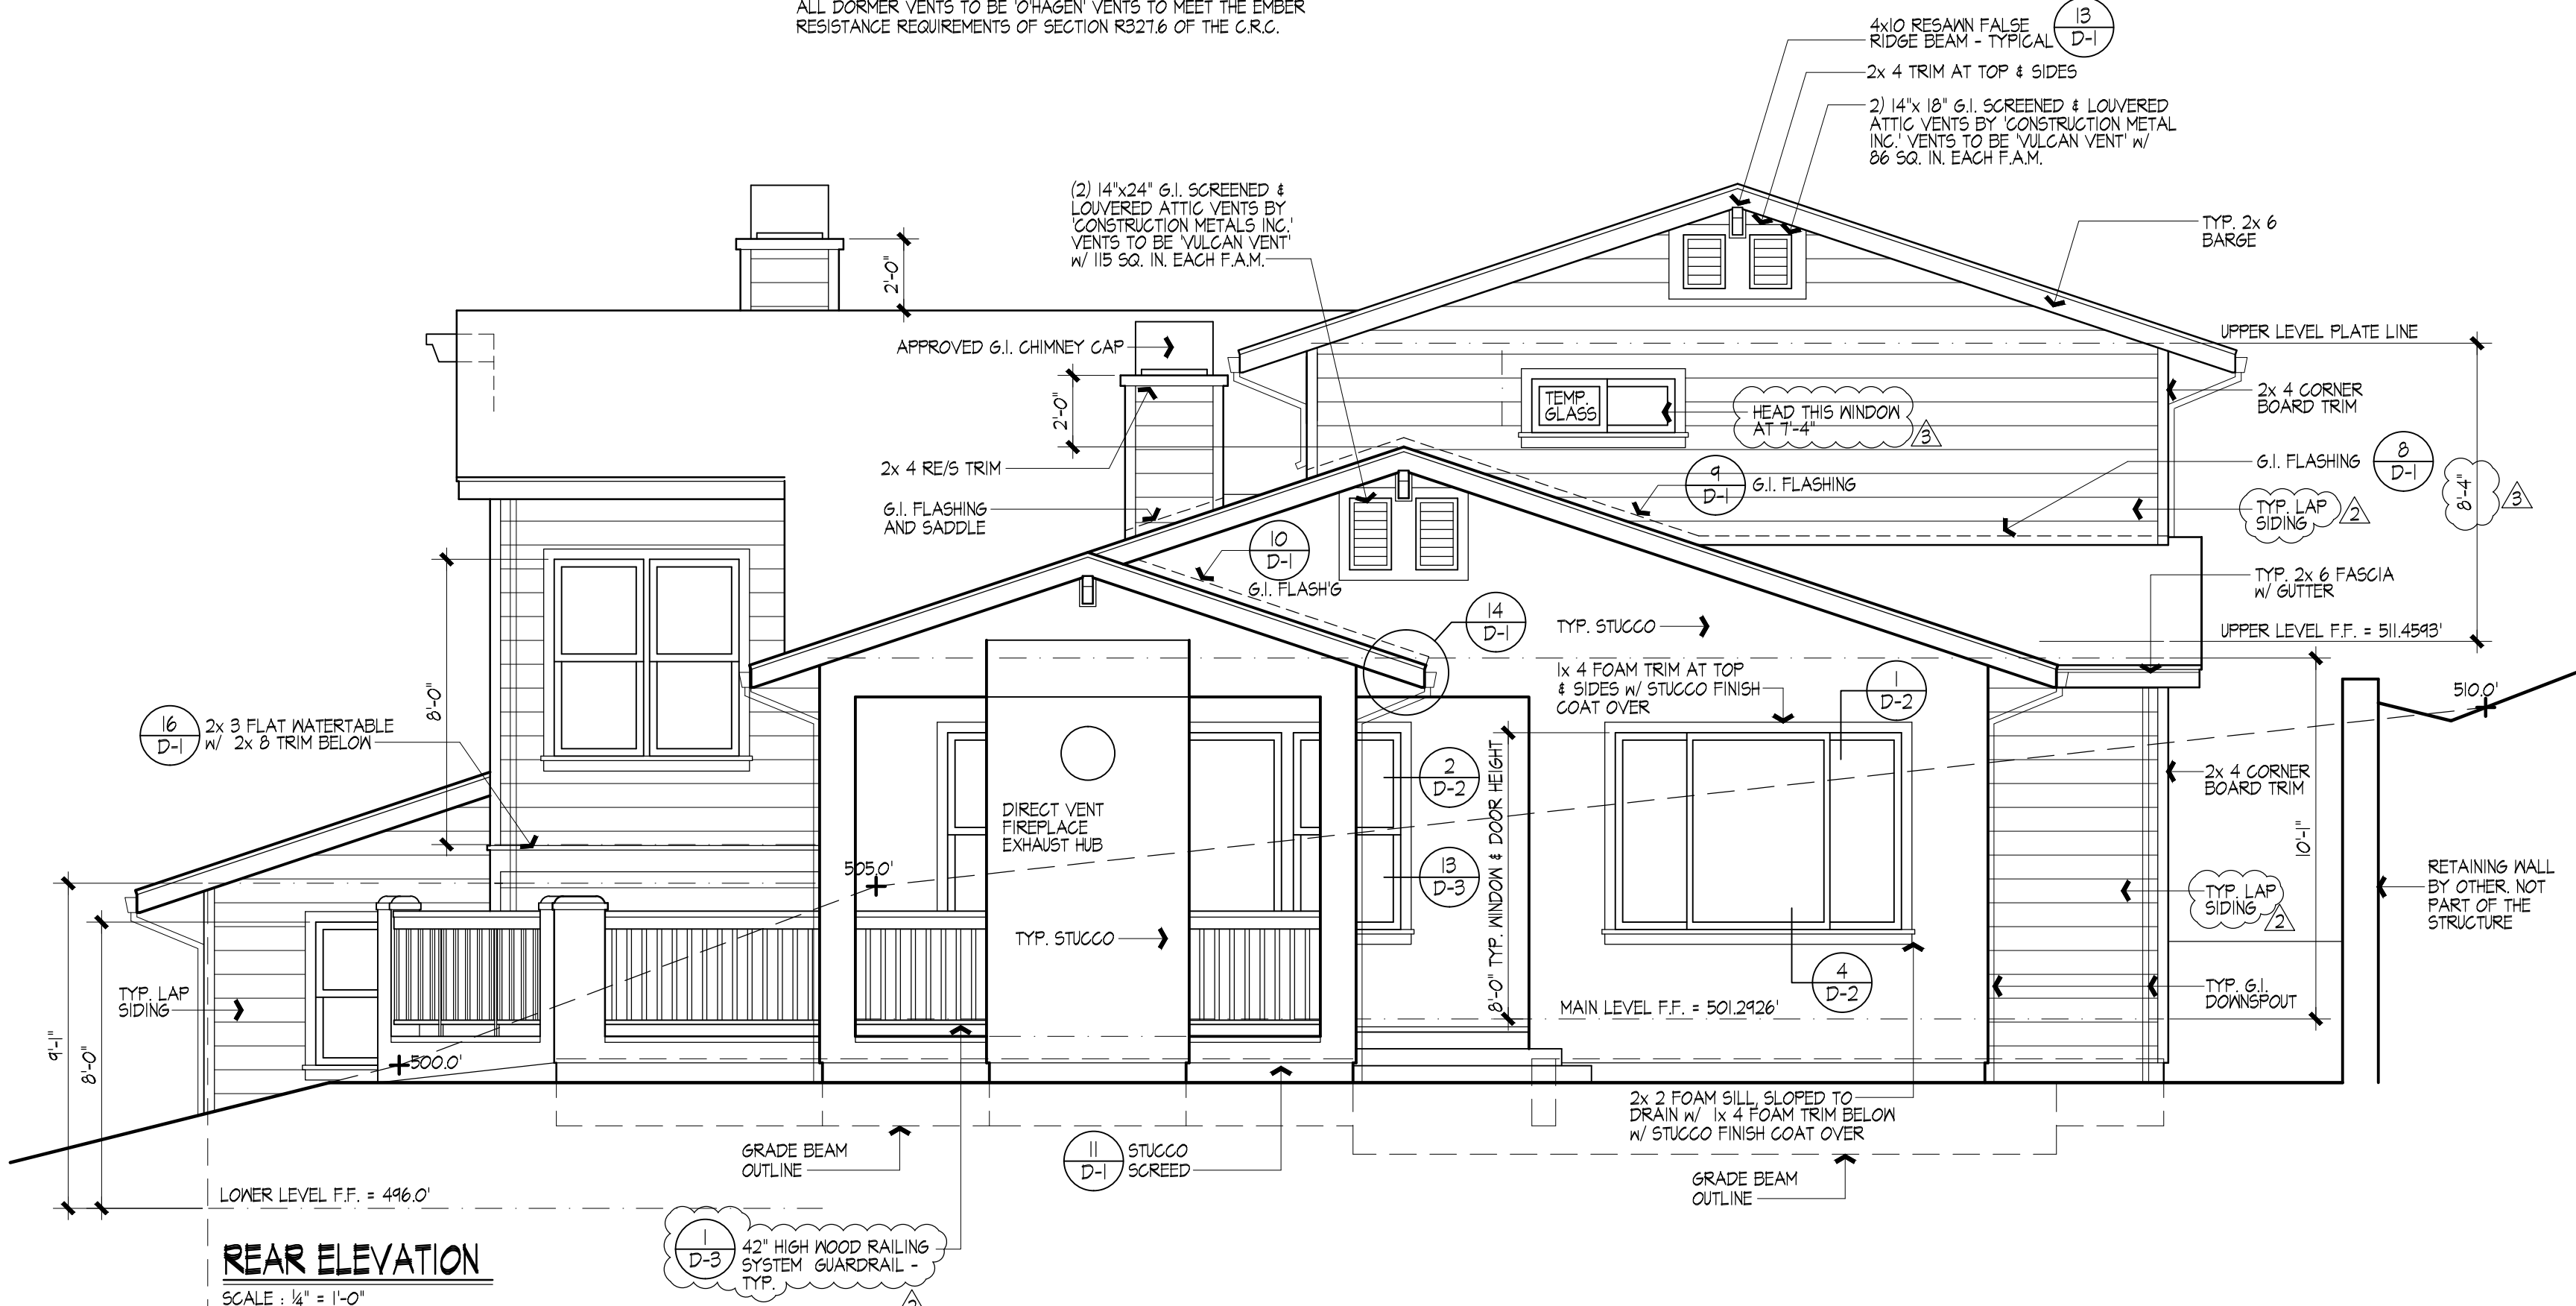 ALL DORMER VENTS TO BE 'O'HAGEN' VENTS TO MEET THE EMBER
RESISTANCE REQUIREMENTS OF SECTION R327.6 OF THE C.R.C.
4x10 RESAWN FALSE
RIDGE BEAM - TYPICAL
13
D-1
2x 4 TRIM AT TOP & SIDES
2) 14"x 18" G.I. SCREENED & LOUVERED
ATTIC VENTS BY 'CONSTRUCTION METAL
INC.' VENTS TO BE 'VULCAN VENT' w/
86 SQ. IN. EACH F.A.M.
(2) 14"x24" G.I. SCREENED &
LOUVERED ATTIC VENTS BY
'CONSTRUCTION METALS INC.'
VENTS TO BE 'VULCAN VENT'
w/ 115 SQ. IN. EACH F.A.M.
TYP. 2x 6
BARGE
2'-0"
UPPER LEVEL PLATE LINE
APPROVED G.I. CHIMNEY CAP
2'-0"
TEMP.
GLASS
HEAD THIS WINDOW
AT 7'-4"
3
2x 4 CORNER
BOARD TRIM
2x 4 RE/S TRIM
9
D-1
G.I. FLASHING
G.I. FLASHING
8
D-1
8'-4"
3
G.I. FLASHING
AND SADDLE
TYP. LAP
SIDING
2
10
D-1
G.I. FLASH'G
TYP. 2x 6 FASCIA
w/ GUTTER
14
D-1
TYP. STUCCO
UPPER LEVEL F.F. = 511.4593'
1x 4 FOAM TRIM AT TOP
& SIDES w/ STUCCO FINISH
COAT OVER
1
D-2
510.0'
8'-0"
16
D-1
2x 3 FLAT WATERTABLE
w/ 2x 8 TRIM BELOW
2
D-2
8'-0" TYP. WINDOW & DOOR HEIGHT
2x 4 CORNER
BOARD TRIM
DIRECT VENT
FIREPLACE
EXHAUST HUB
10'-1"
505.0'
13
D-3
RETAINING WALL
BY OTHER. NOT
PART OF THE
STRUCTURE
TYP. LAP
SIDING
2
TYP. STUCCO
4
D-2
TYP. LAP
SIDING
MAIN LEVEL F.F. = 501.2926'
TYP. G.I.
DOWNSPOUT
9'-1"
8'-0"
500.0'
2x 2 FOAM SILL, SLOPED TO
DRAIN w/ 1x 4 FOAM TRIM BELOW
w/ STUCCO FINISH COAT OVER
GRADE BEAM
OUTLINE
11
D-1
STUCCO
SCREED
GRADE BEAM
OUTLINE
LOWER LEVEL F.F. = 496.0'
1
D-3
42" HIGH WOOD RAILING
SYSTEM GUARDRAIL -
TYP.
REAR ELEVATION
SCALE : ¼" = 1'-0"